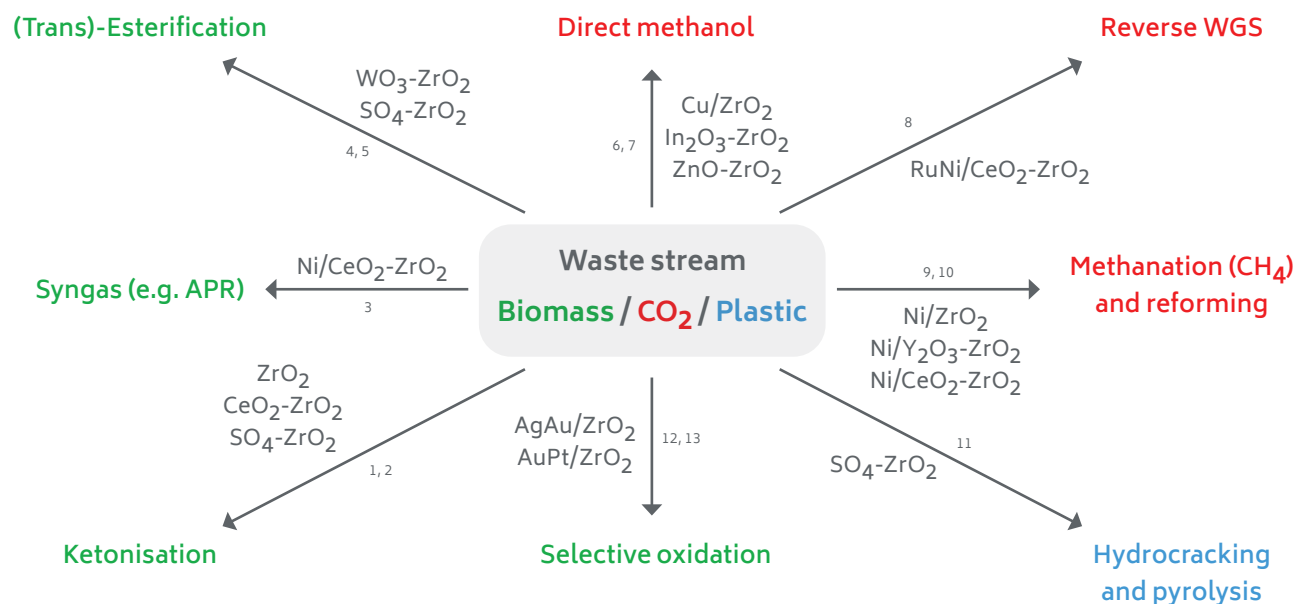 (Trans)-Esterification
Direct methanol
Reverse WGS
WO₃-ZrO₂
SO₄-ZrO₂
4, 5
Cu/ZrO₂
In₂O₃-ZrO₂
ZnO-ZrO₂
6, 7
8
RuNi/CeO₂-ZrO₂
Syngas (e.g. APR)
Ni/CeO₂-ZrO₂
3
Waste stream
Biomass / CO₂ / Plastic
9, 10
Ni/ZrO₂
Ni/Y₂O₃-ZrO₂
Ni/CeO₂-ZrO₂
Methanation (CH₄)
and reforming
ZrO₂
CeO₂-ZrO₂
SO₄-ZrO₂
1, 2
AgAu/ZrO₂
AuPt/ZrO₂
12, 13
SO₄-ZrO₂
11
Ketonisation
Selective oxidation
Hydrocracking
and pyrolysis